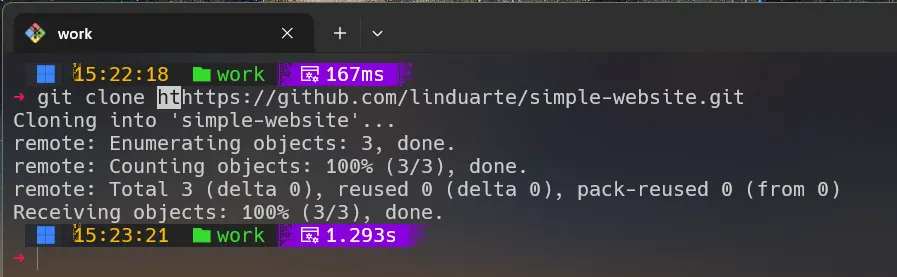 work
15:22:18 work 167ms
→ git clone hthttps://github.com/linduarte/simple-website.git
Cloning into 'simple-website'...
remote: Enumerating objects: 3, done.
remote: Counting objects: 100% (3/3), done.
remote: Total 3 (delta 0), reused 0 (delta 0), pack-reused 0 (from 0)
Receiving objects: 100% (3/3), done.
15:23:21 work 1.293s
→